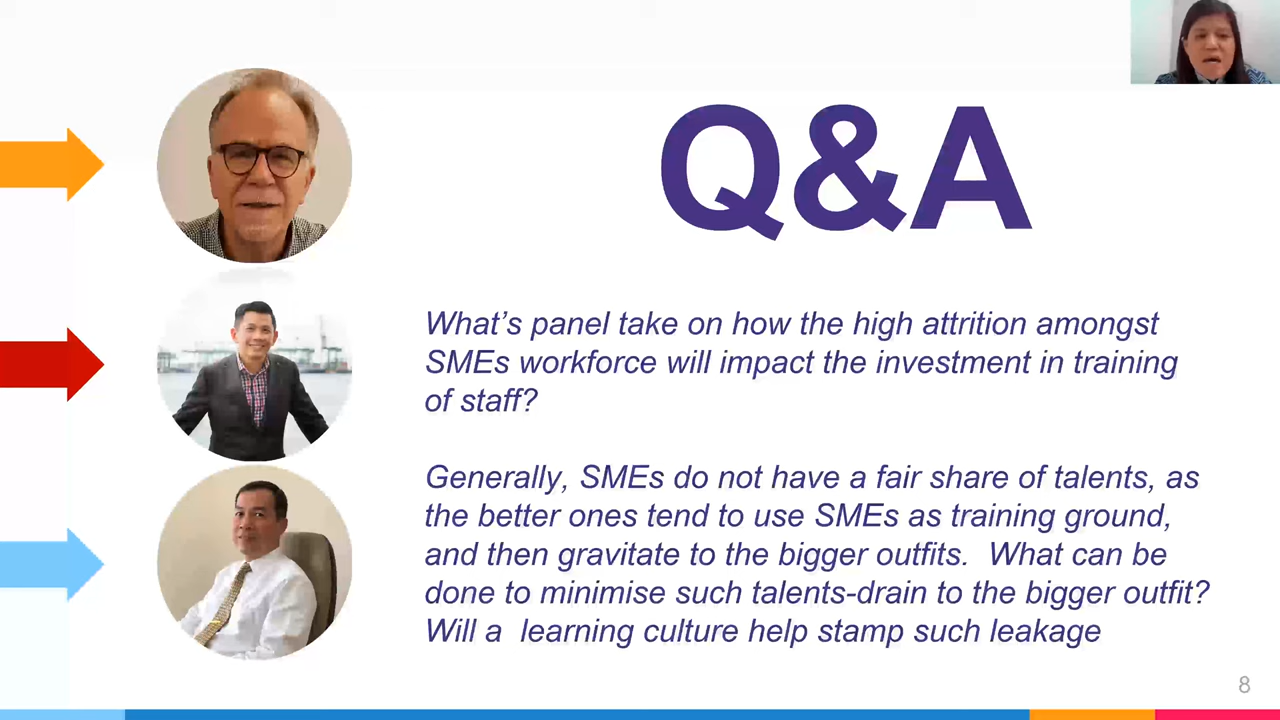 Q&A
What's panel take on how the high attrition amongst
SMEs workforce will impact the investment in training
of staff?
Generally, SMEs do not have a fair share of talents, as
the better ones tend to use SMEs as training ground,
and then gravitate to the bigger outfits.  What can be
done to minimise such talents-drain to the bigger outfit?
Will a  learning culture help stamp such leakage
8